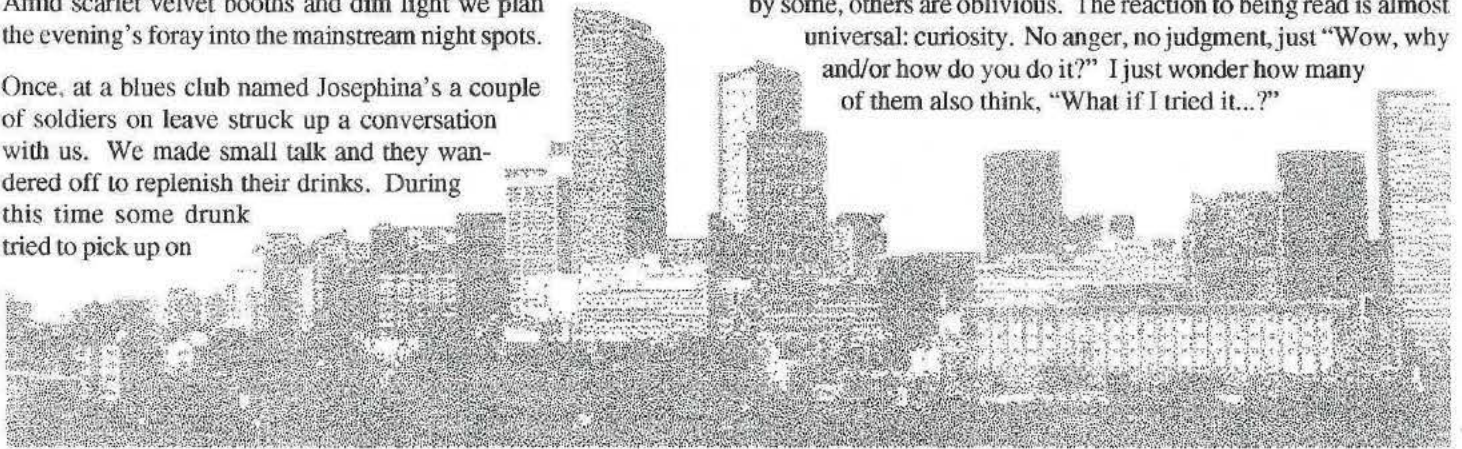 Amid scarlet velvet booths and dim light we plan
the evening's foray into the mainstream night spots.
Once, at a blues club named Josephina's a couple
of soldiers on leave struck up a conversation
with us. We made small talk and they wan-
dered off to replenish their drinks. During
this time some drunk
tried to pick up on
by some, others are oblivious. The reaction to being read is almost
universal: curiosity. No anger, no judgment, just “Wow, why
and/or how do you do it?” I just wonder how many
of them also think, “What if I tried it...?”